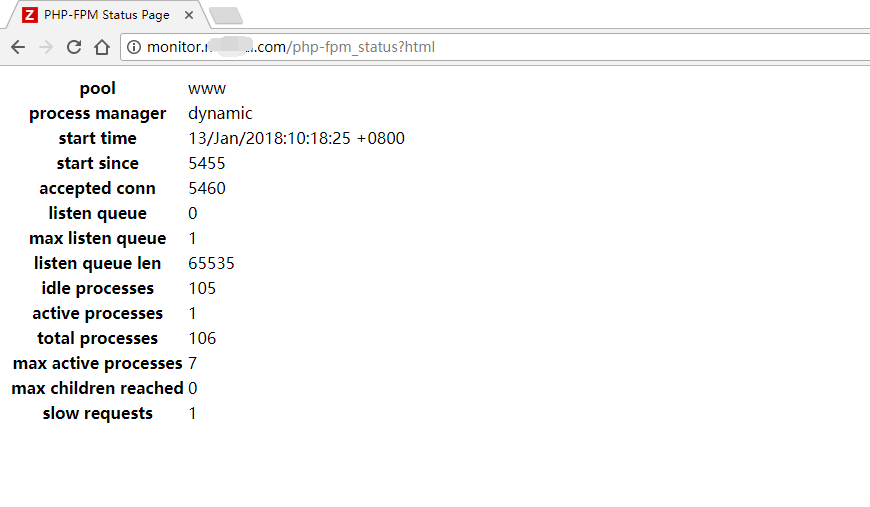 Z PHP-FPM Status Page
monitor. .com/php-fpm_status?html
pool www
process manager dynamic
start time 13/Jan/2018:10:18:25 +0800
start since 5455
accepted conn 5460
listen queue 0
max listen queue 1
listen queue len 65535
idle processes 105
active processes 1
total processes 106
max active processes 7
max children reached 0
slow requests 1